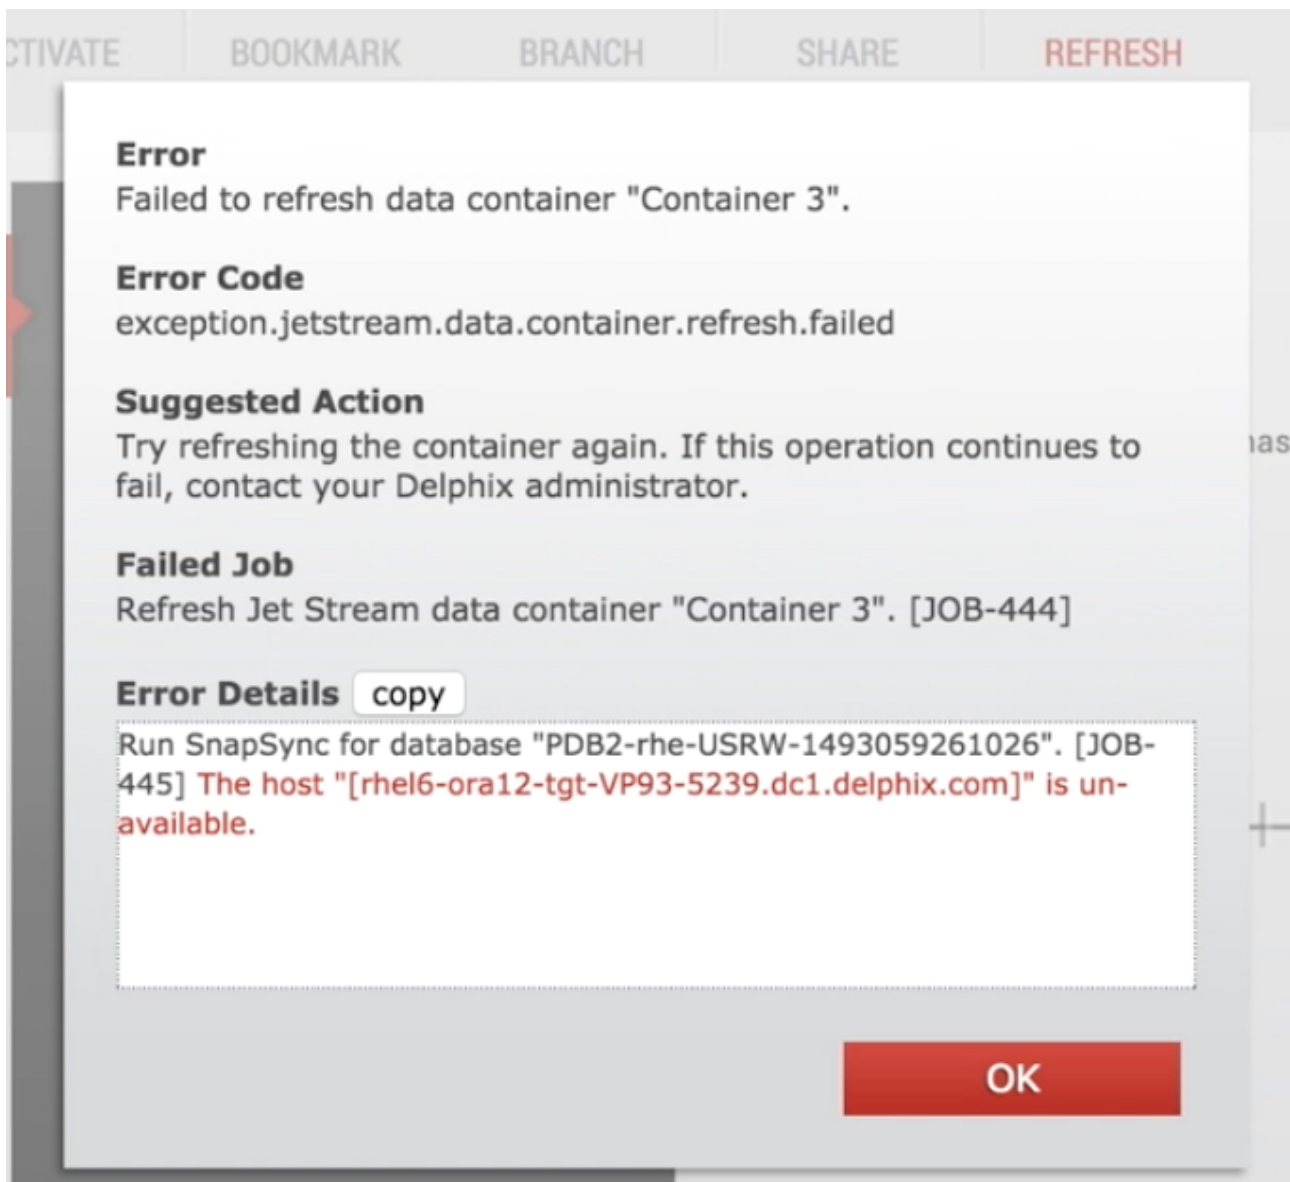 CTIVATE BOOKMARK BRANCH SHARE REFRESH
Error
Failed to refresh data container "Container 3".
Error Code
exception.jetstream.data.container.refresh.failed
Suggested Action
Try refreshing the container again. If this operation continues to
fail, contact your Delphix administrator.
Failed Job
Refresh Jet Stream data container "Container 3". [JOB-444]
Error Details copy
Run SnapSync for database "PDB2-rhe-USRW-1493059261026". [JOB-
445] The host "[rhel6-ora12-tgt-VP93-5239.dc1.delphix.com]" is un-
available.
OK